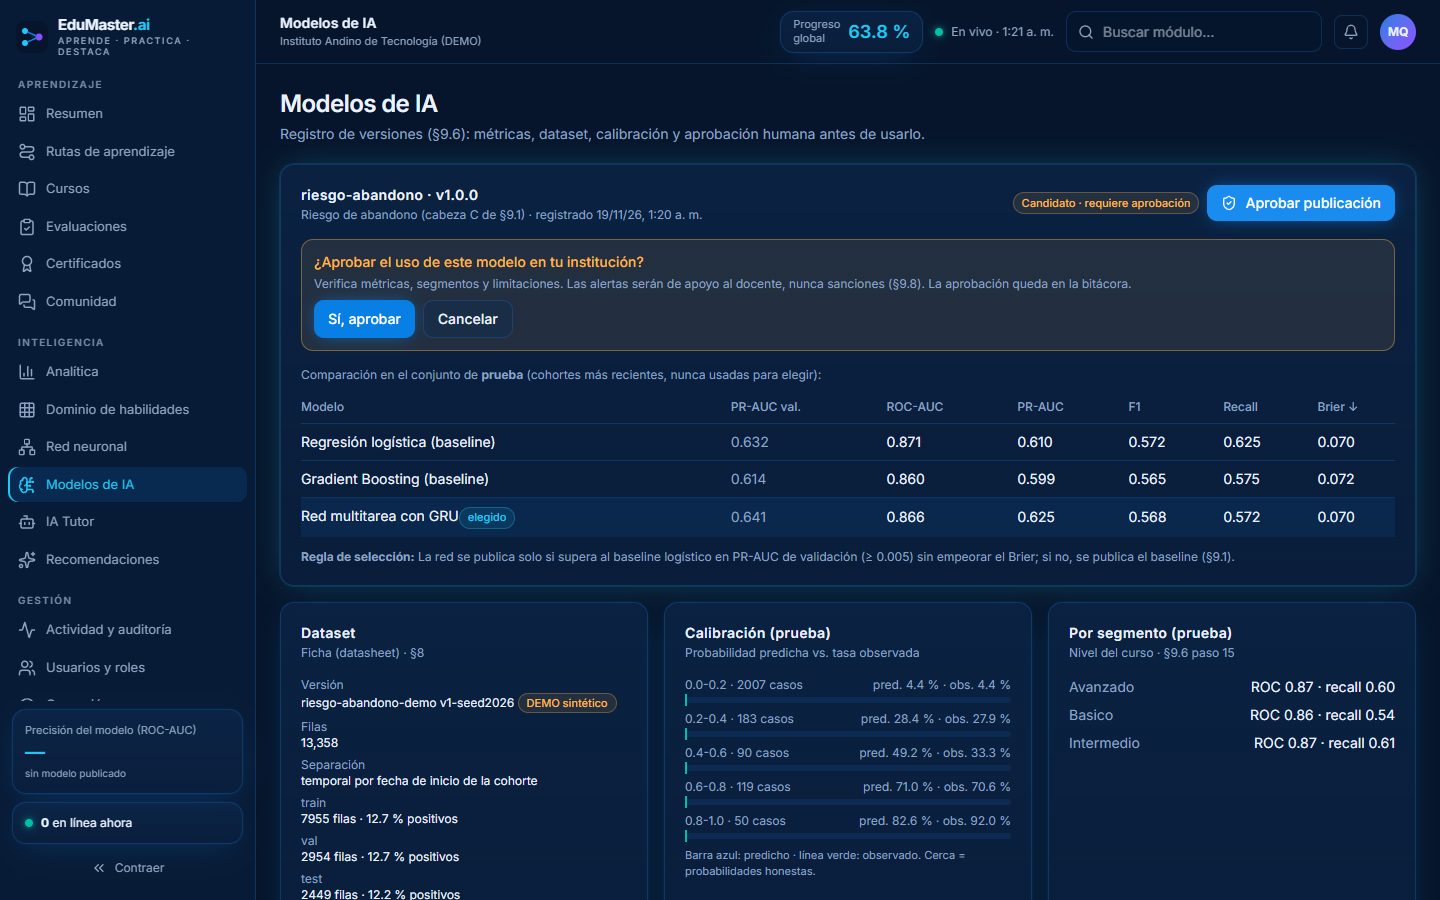 EduMaster.ai
APRENDE · PRACTICA ·
DESTACA
APRENDIZAJE
Resumen
Rutas de aprendizaje
Cursos
Evaluaciones
Certificados
Comunidad
INTELIGENCIA
Analítica
Dominio de habilidades
Red neuronal
Modelos de IA
IA Tutor
Recomendaciones
GESTIÓN
Actividad y auditoría
Usuarios y roles
Precisión del modelo (ROC-AUC)
—
sin modelo publicado
0 en línea ahora
Contraer
Modelos de IA
Instituto Andino de Tecnología (DEMO)
Progreso
global
63.8 %
En vivo · 1:21 a. m.
Buscar módulo...
MQ
Modelos de IA
Registro de versiones (§9.6): métricas, dataset, calibración y aprobación humana antes de usarlo.
riesgo-abandono · v1.0.0
Riesgo de abandono (cabeza C de §9.1) · registrado 19/11/26, 1:20 a. m.
Candidato · requiere aprobación
Aprobar publicación
¿Aprobar el uso de este modelo en tu institución?
Verifica métricas, segmentos y limitaciones. Las alertas serán de apoyo al docente, nunca sanciones (§9.8). La aprobación queda en la bitácora.
Sí, aprobar
Cancelar
Comparación en el conjunto de prueba (cohortes más recientes, nunca usadas para elegir):
Modelo PR-AUC val. ROC-AUC PR-AUC F1 Recall Brier ↓
Regresión logística (baseline) 0.632 0.871 0.610 0.572 0.625 0.070
Gradient Boosting (baseline) 0.614 0.860 0.599 0.565 0.575 0.072
Red multitarea con GRU elegido 0.641 0.866 0.625 0.568 0.572 0.070
Regla de selección: La red se publica solo si supera al baseline logístico en PR-AUC de validación (≥ 0.005) sin empeorar el Brier; si no, se publica el baseline (§9.1).
Dataset
Ficha (datasheet) · §8
Versión
riesgo-abandono-demo v1-seed2026 DEMO sintético
Filas
13,358
Separación
temporal por fecha de inicio de la cohorte
train
7955 filas · 12.7 % positivos
val
2954 filas · 12.7 % positivos
test
2449 filas · 12.2 % positivos
Calibración (prueba)
Probabilidad predicha vs. tasa observada
0.0-0.2 · 2007 casos pred. 4.4 % · obs. 4.4 %
0.2-0.4 · 183 casos pred. 28.4 % · obs. 27.9 %
0.4-0.6 · 90 casos pred. 49.2 % · obs. 33.3 %
0.6-0.8 · 119 casos pred. 71.0 % · obs. 70.6 %
0.8-1.0 · 50 casos pred. 82.6 % · obs. 92.0 %
Barra azul: predicho · línea verde: observado. Cerca =
probabilidades honestas.
Por segmento (prueba)
Nivel del curso · §9.6 paso 15
Avanzado ROC 0.87 · recall 0.60
Basico ROC 0.86 · recall 0.54
Intermedio ROC 0.87 · recall 0.61